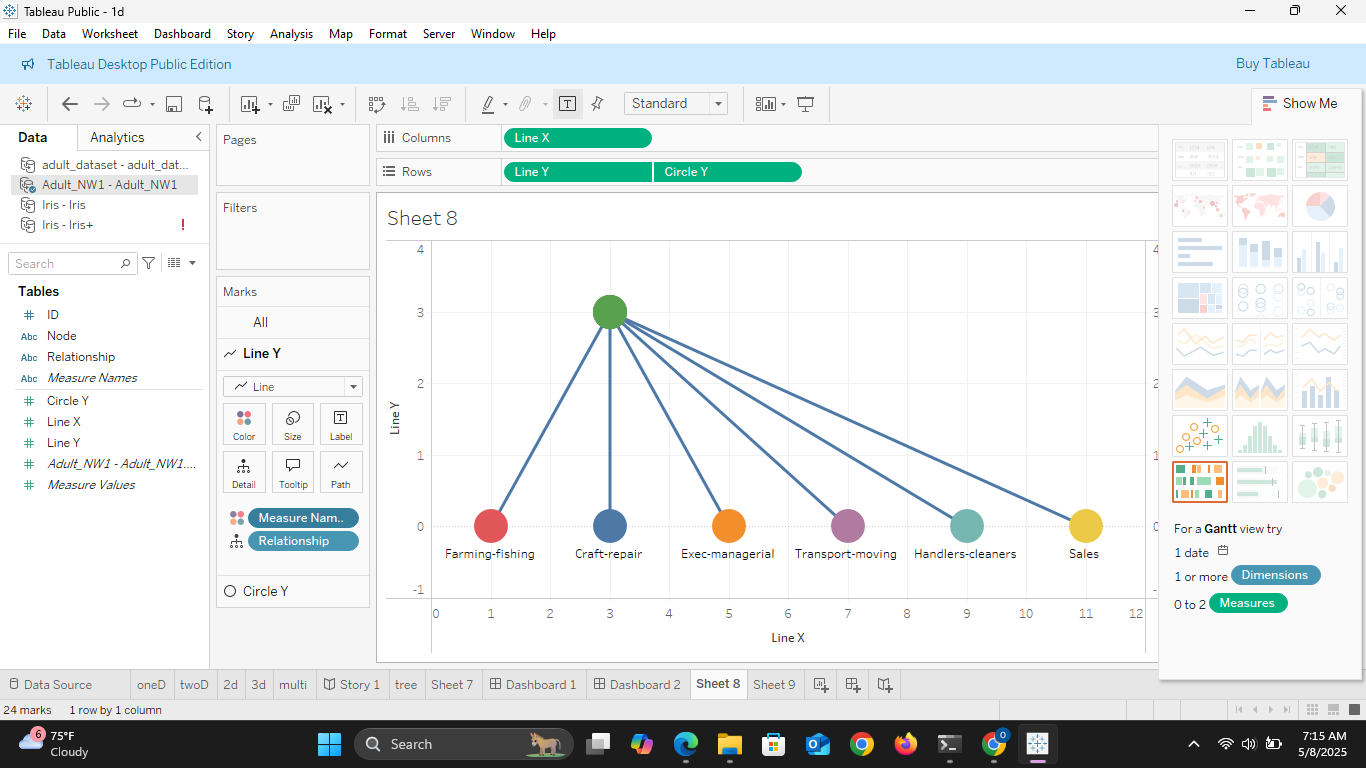 Tableau Public - 1d
File Data Worksheet Dashboard Story Analysis Map Format Server Window Help
Tableau Desktop Public Edition
Buy Tableau
Standard
Show Me
Data
Analytics
adult_dataset - adult_dat...
Adult_NW1 - Adult_NW1
Iris - Iris
Iris - Iris+ !
Search
Tables
# ID
Abc Node
Abc Relationship
Abc Measure Names
# Circle Y
# Line X
# Line Y
# Adult_NW1 - Adult_NW1....
# Measure Values
Pages
Filters
Marks
All
Line Y
Line
Color
Size
Label
Detail
Tooltip
Path
Measure Nam..
Relationship
Circle Y
Columns
Line X
Rows
Line Y
Circle Y
Sheet 8
4
3
2
1
0
-1
Line Y
Farming-fishing
Craft-repair
Exec-managerial
Transport-moving
Handlers-cleaners
Sales
0 1 2 3 4 5 6 7 8 9 10 11 12
Line X
For a Gantt view try
1 date
1 or more Dimensions
0 to 2 Measures
Data Source
oneD
twoD
2d
3d
multi
Story 1
tree
Sheet 7
Dashboard 1
Dashboard 2
Sheet 8
Sheet 9
24 marks
1 row by 1 column
6
75°F
Cloudy
Search
0
7:15 AM
5/8/2025